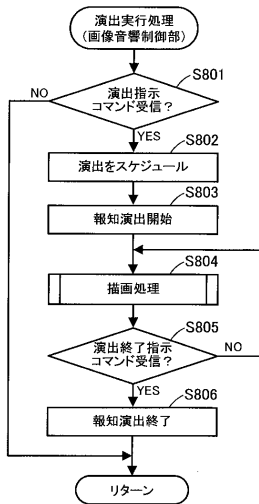 演出実行処理
(画像音響制御部)
S801
NO
演出指示
コマンド受信？
YES
S802
演出をスケジュール
S803
報知演出開始
S804
描画処理
S805
演出終了指示
コマンド受信？
NO
YES
S806
報知演出終了
リターン